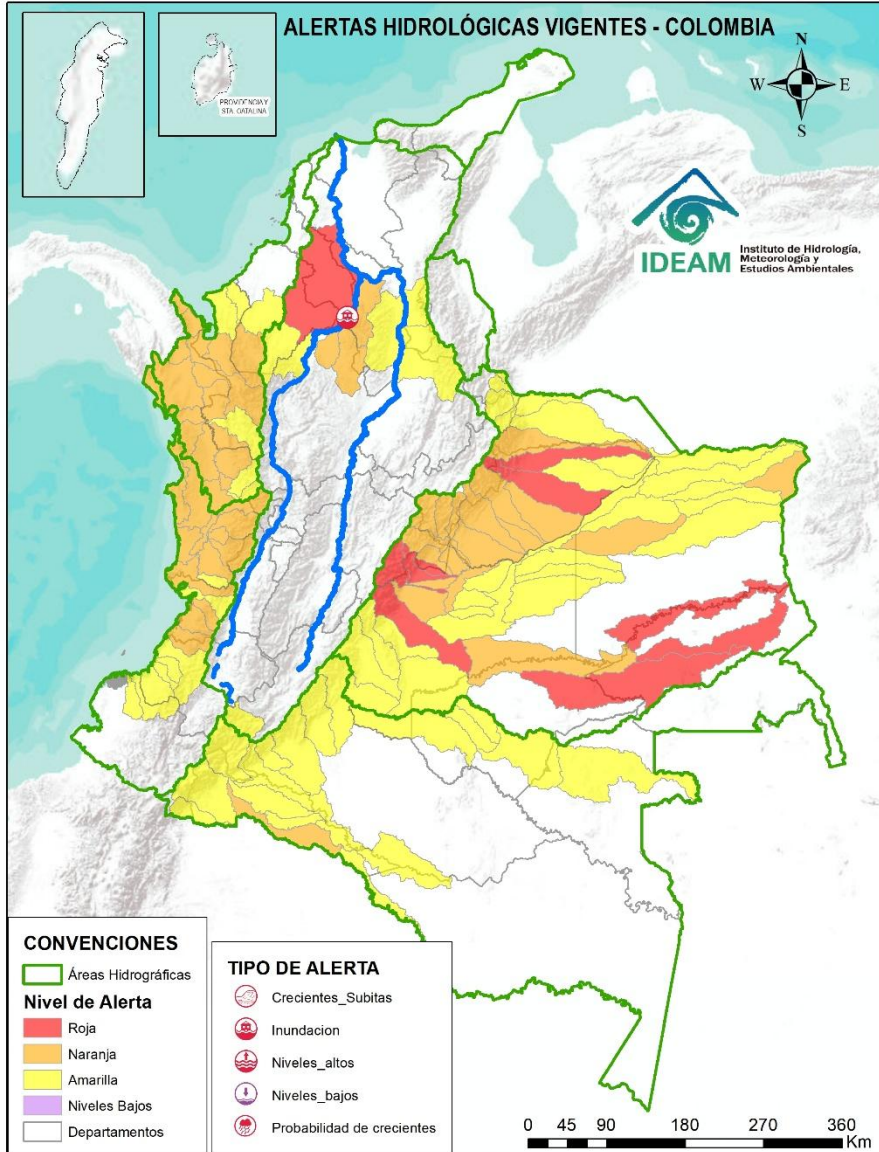 ALERTAS HIDROLÓGICAS VIGENTES - COLOMBIA
PROVIDENCIA Y
STA. CATALINA
N
W
E
S
IDEAM
Instituto de Hidrología,
Meteorología y
Estudios Ambientales
CONVENCIONES
Áreas Hidrográficas
Nivel de Alerta
Roja
Naranja
Amarilla
Niveles Bajos
Departamentos
TIPO DE ALERTA
Crecientes_Subitas
Inundacion
Niveles_altos
Niveles_bajos
Probabilidad de crecientes
0 45 90 180 270 360
Km